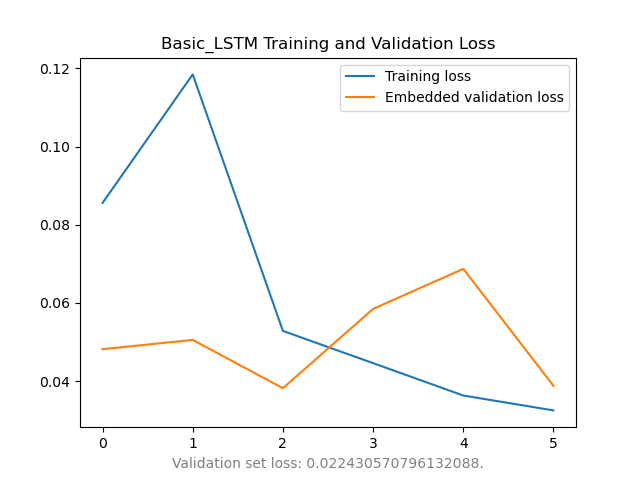 Basic_LSTM Training and Validation Loss
0.12
0.10
0.08
0.06
0.04
Training loss
Embedded validation loss
0 1 2 3 4 5
Validation set loss: 0.022430570796132088.